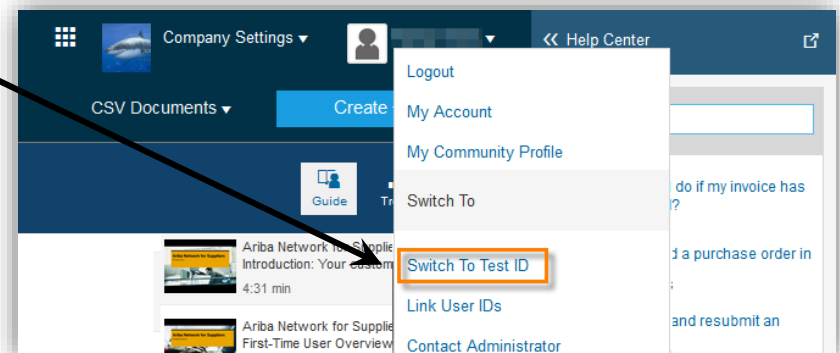 Company Settings ▾
Help Center
CSV Documents ▾
Create
Logout
My Account
My Community Profile
Switch To
Switch To Test ID
Link User IDs
Contact Administrator
Guide
Ariba Network for Supplie
Introduction: Your
4:31 min
Ariba Network for Supplie
First-Time User Overview
do if my invoice has
?
d a purchase order in
and resubmit an